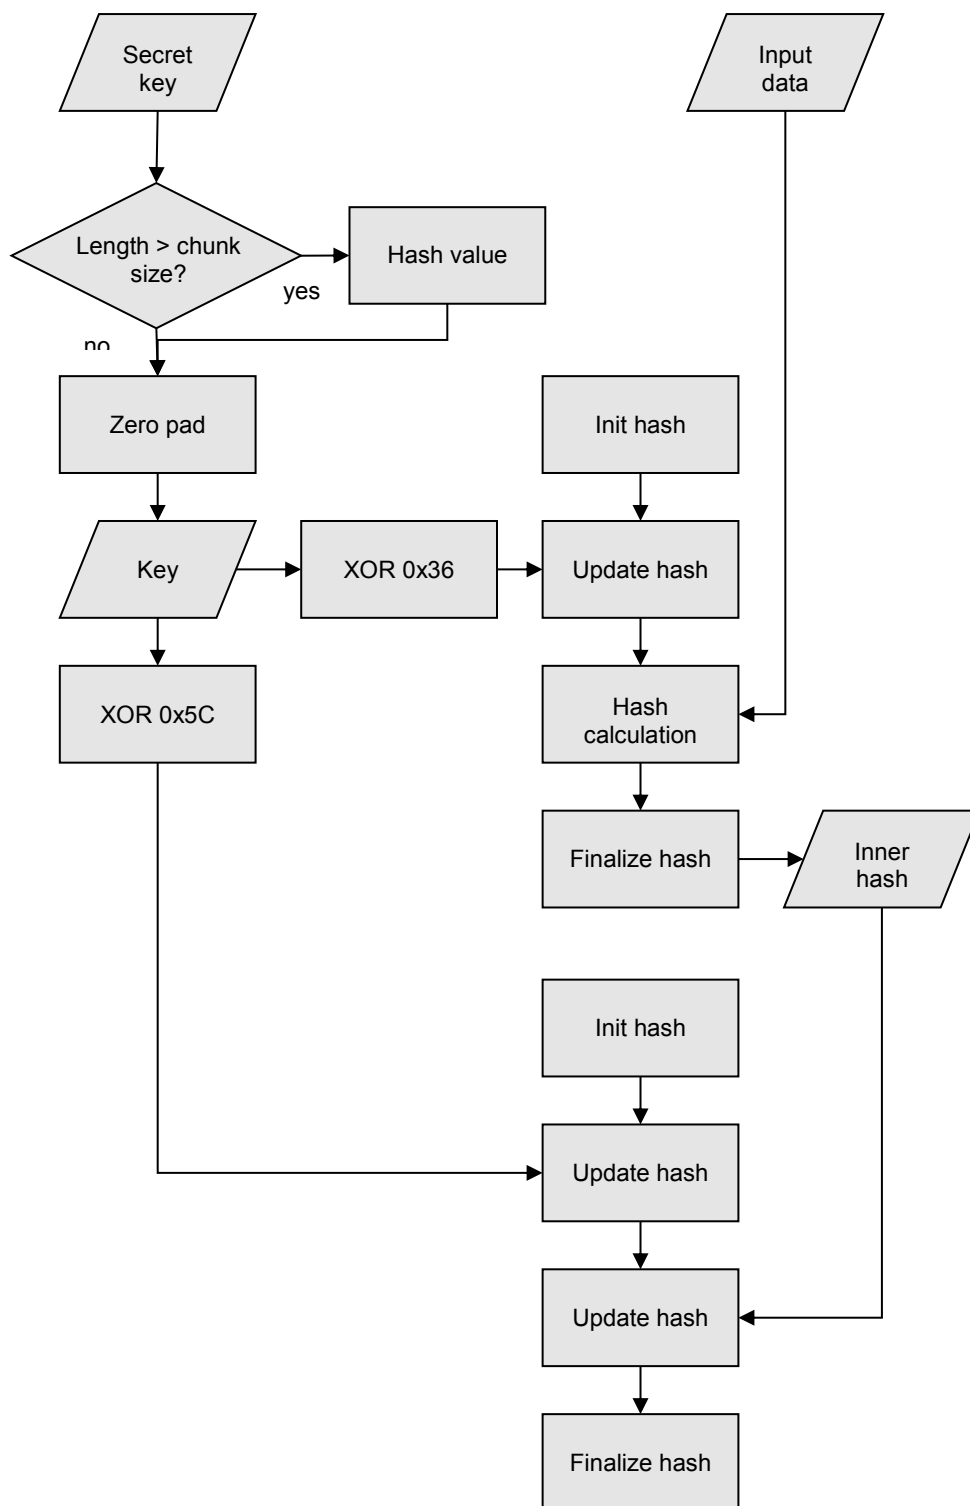 Secret
key
Input
data
Length > chunk
size?
Hash value
yes
no
Zero pad
Init hash
Key
XOR 0x36
Update hash
XOR 0x5C
Hash
calculation
Finalize hash
Inner
hash
Init hash
Update hash
Update hash
Finalize hash